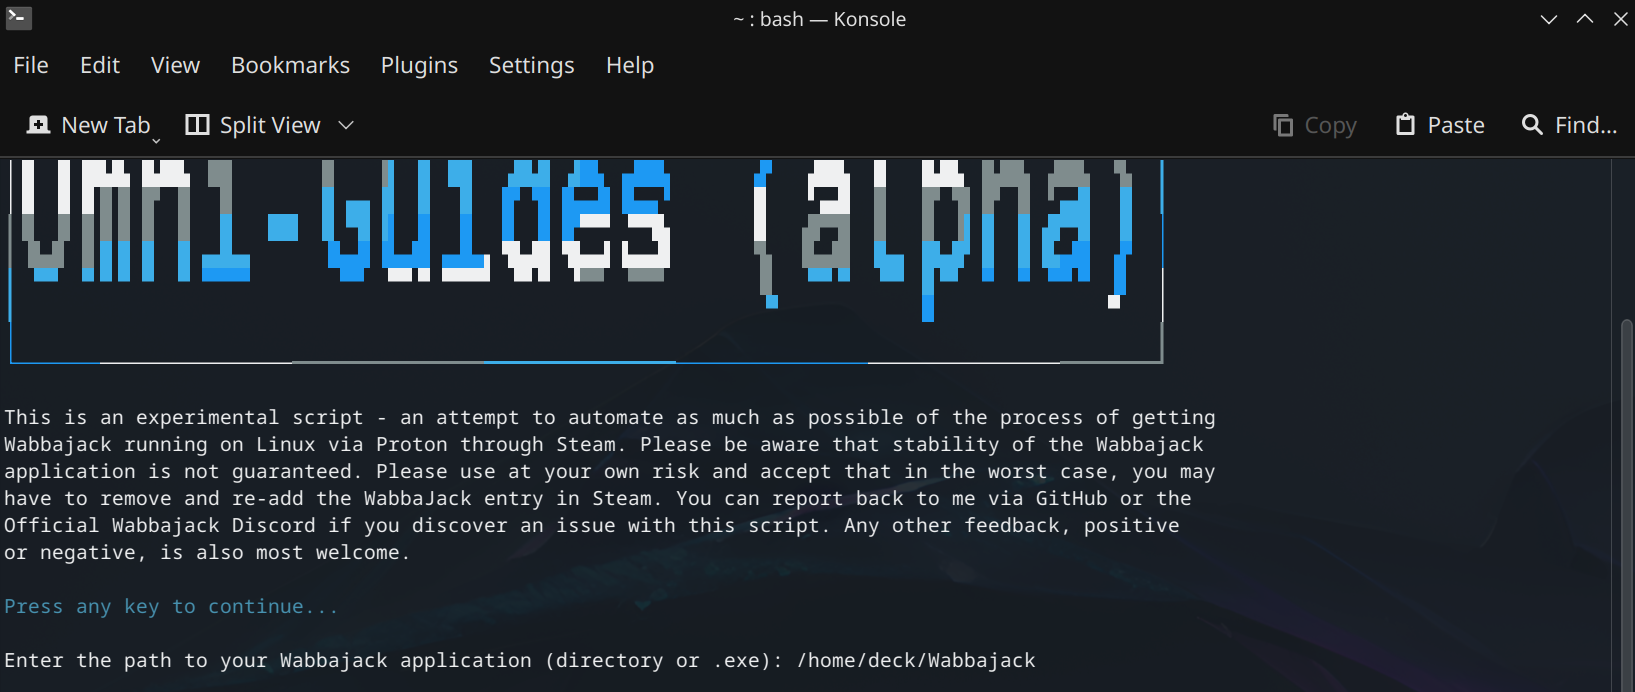 ~ : bash — Konsole
File Edit View Bookmarks Plugins Settings Help
New Tab Split View Copy Paste Find...
Omni-Guides (alpha)
This is an experimental script - an attempt to automate as much as possible of the process of getting
Wabbajack running on Linux via Proton through Steam. Please be aware that stability of the Wabbajack
application is not guaranteed. Please use at your own risk and accept that in the worst case, you may
have to remove and re-add the WabbaJack entry in Steam. You can report back to me via GitHub or the
Official Wabbajack Discord if you discover an issue with this script. Any other feedback, positive
or negative, is also most welcome.
Press any key to continue...
Enter the path to your Wabbajack application (directory or .exe): /home/deck/Wabbajack